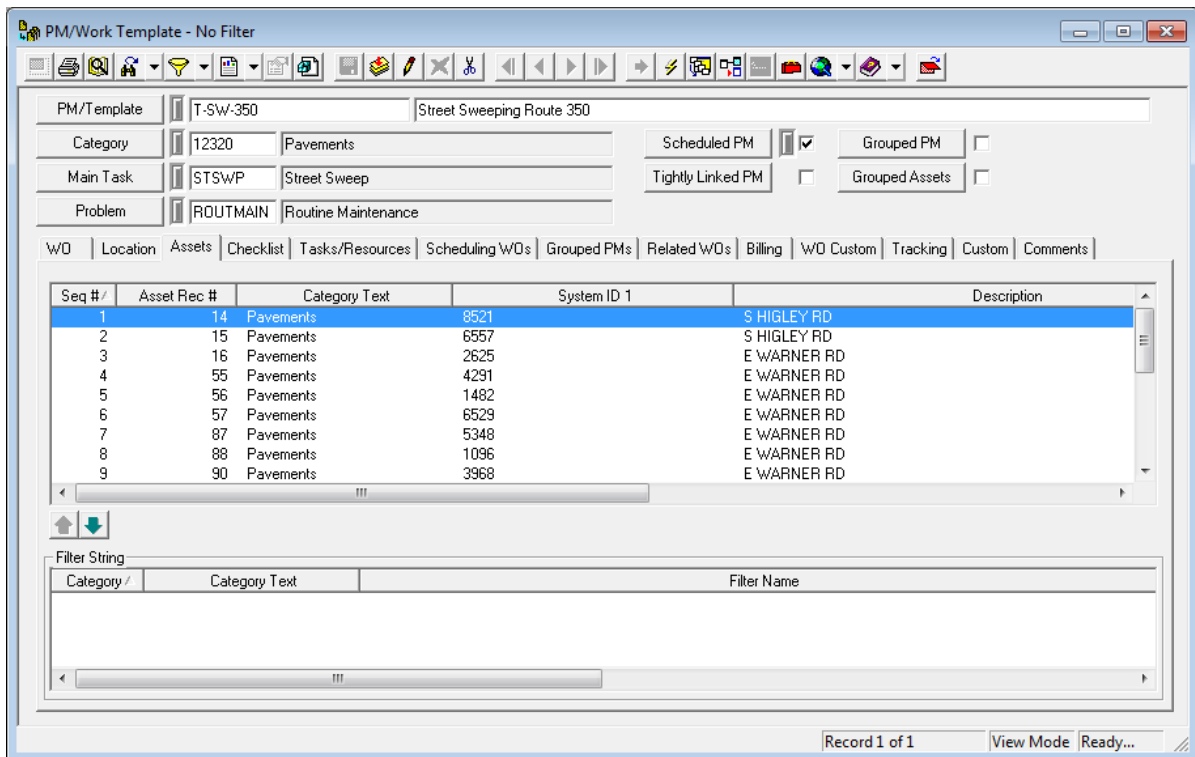 PM/Work Template - No Filter
PM/Template T-SW-350 Street Sweeping Route 350
Category 12320 Pavements Scheduled PM Grouped PM
Main Task STSWP Street Sweep Tightly Linked PM Grouped Assets
Problem ROUTMAIN Routine Maintenance
WO Location Assets Checklist Tasks/Resources Scheduling WOs Grouped PMs Related WOs Billing WO Custom Tracking Custom Comments
Seq # Asset Rec # Category Text System ID 1 Description
1 14 Pavements 8521 S HIGLEY RD
2 15 Pavements 6557 S HIGLEY RD
3 16 Pavements 2625 E WARNER RD
4 55 Pavements 4291 E WARNER RD
5 56 Pavements 1482 E WARNER RD
6 57 Pavements 6529 E WARNER RD
7 87 Pavements 5348 E WARNER RD
8 88 Pavements 1096 E WARNER RD
9 90 Pavements 3968 E WARNER RD
Filter String
Category Category Text Filter Name
Record 1 of 1 View Mode Ready...